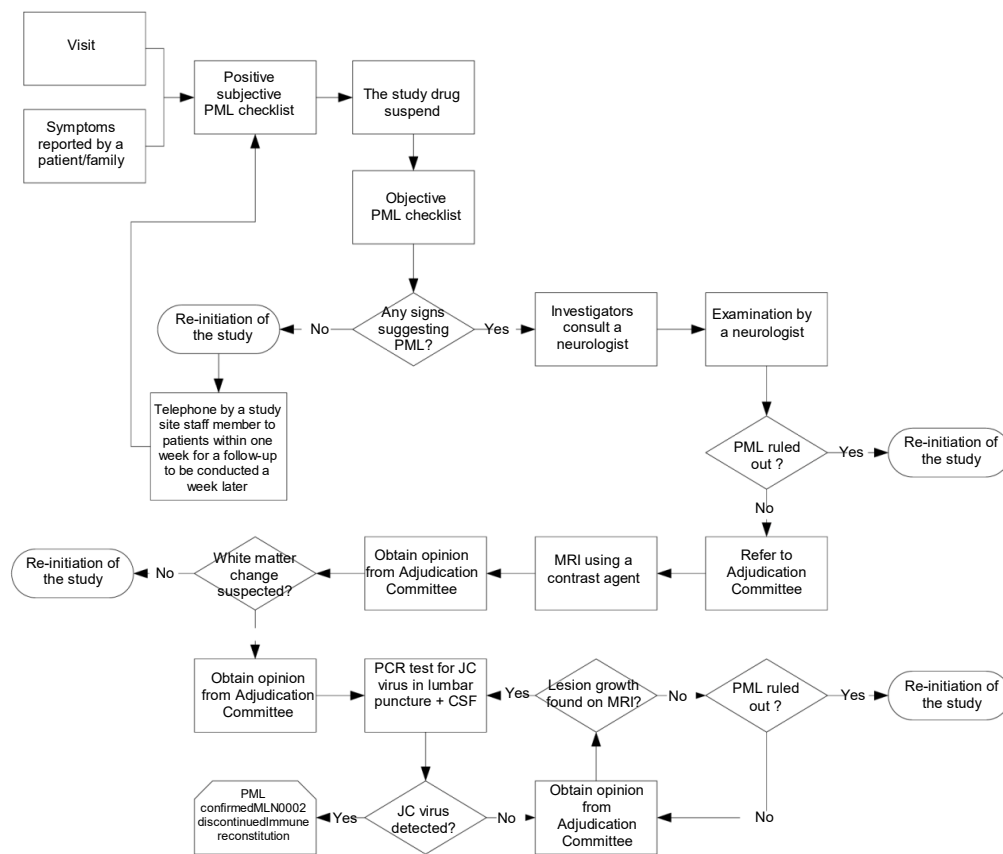 Visit
Positive
subjective
PML checklist
The study drug
suspend
Symptoms
reported by a
patient/family
Objective
PML checklist
Re-initiation of
the study
No
Any signs
suggesting
PML?
Yes
Investigators
consult a
neurologist
Examination by
a neurologist
Telephone by a study
site staff member to
patients within one
week for a follow-up
to be conducted a
week later
PML ruled
out ?
Yes
Re-initiation of
the study
No
Re-initiation of
the study
No
White matter
change
suspected?
Obtain opinion
from Adjudication
Committee
MRI using a
contrast agent
Refer to
Adjudication
Committee
Obtain opinion
from Adjudication
Committee
PCR test for JC
virus in lumbar
puncture + CSF
Yes
Lesion growth
found on MRI?
No
PML ruled
out ?
Yes
Re-initiation of
the study
PML
confirmedMLN0002
discontinuedImmune
reconstitution
Yes
JC virus
detected?
No
Obtain opinion
from
Adjudication
Committee
No